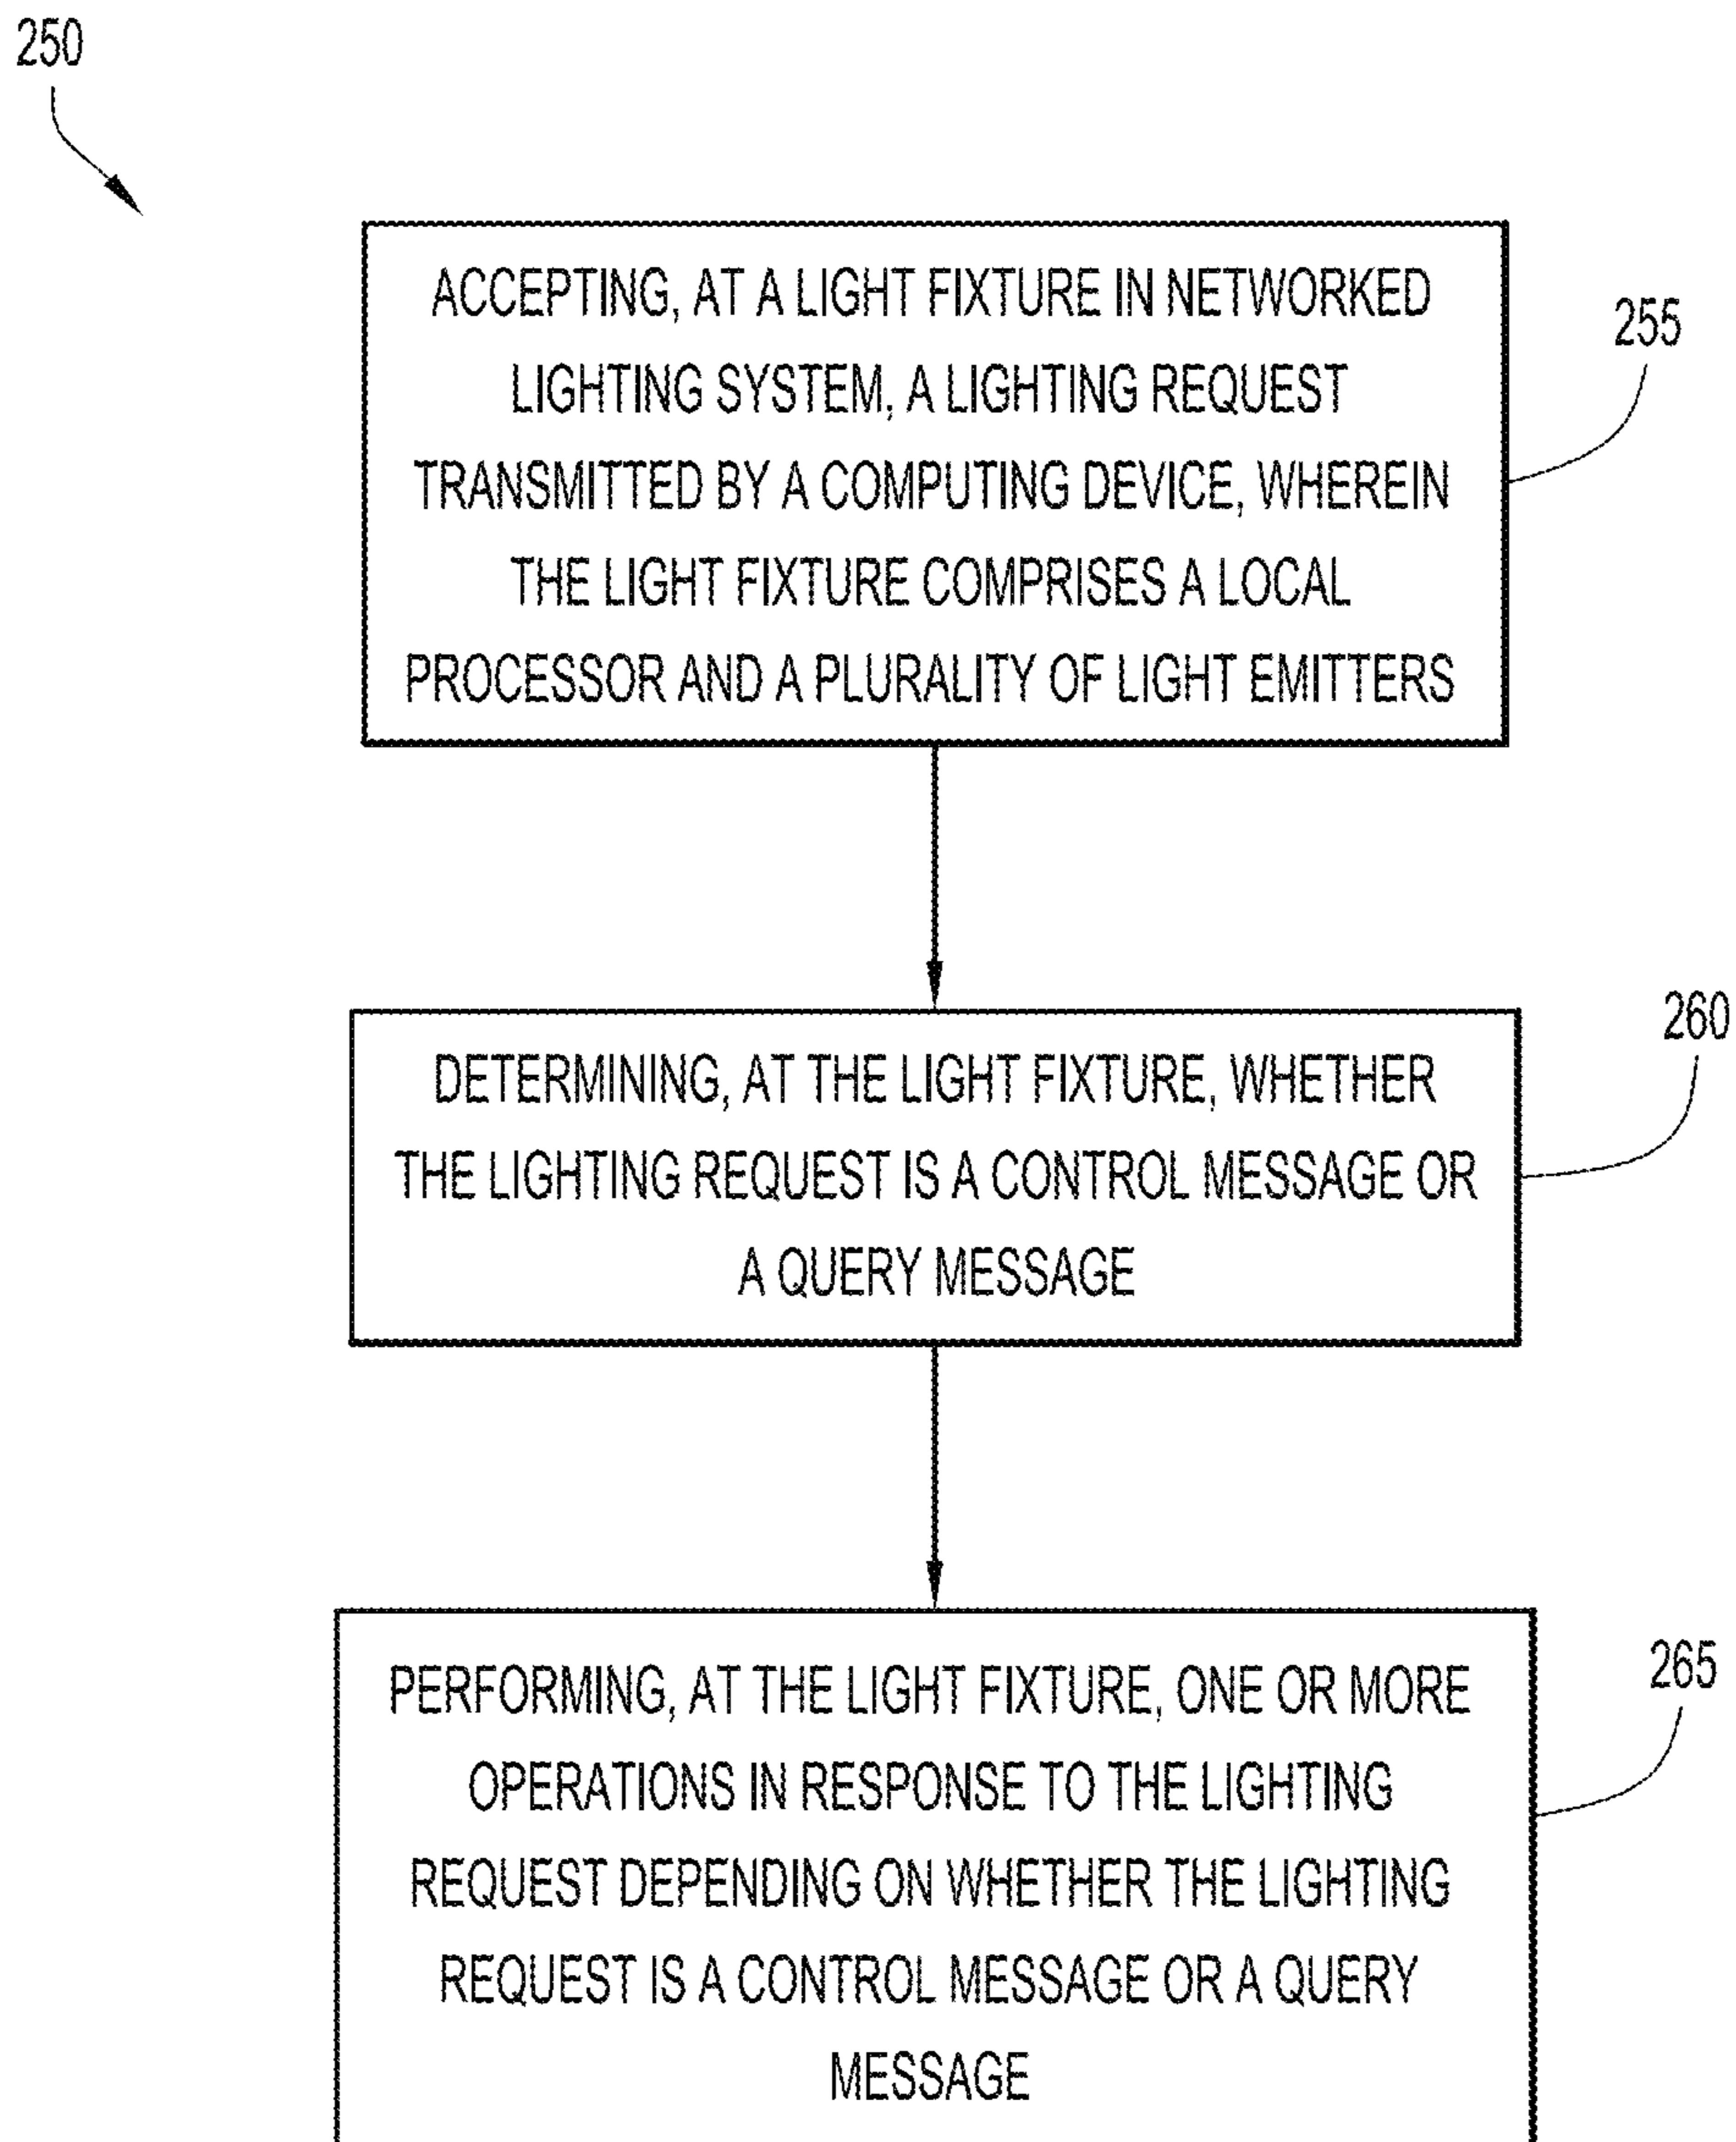 250
ACCEPTING, AT A LIGHT FIXTURE IN NETWORKED
LIGHTING SYSTEM, A LIGHTING REQUEST
TRANSMITTED BY A COMPUTING DEVICE, WHEREIN
THE LIGHT FIXTURE COMPRISES A LOCAL
PROCESSOR AND A PLURALITY OF LIGHT EMITTERS
255
DETERMINING, AT THE LIGHT FIXTURE, WHETHER
THE LIGHTING REQUEST IS A CONTROL MESSAGE OR
A QUERY MESSAGE
260
PERFORMING, AT THE LIGHT FIXTURE, ONE OR MORE
OPERATIONS IN RESPONSE TO THE LIGHTING
REQUEST DEPENDING ON WHETHER THE LIGHTING
REQUEST IS A CONTROL MESSAGE OR A QUERY
MESSAGE
265